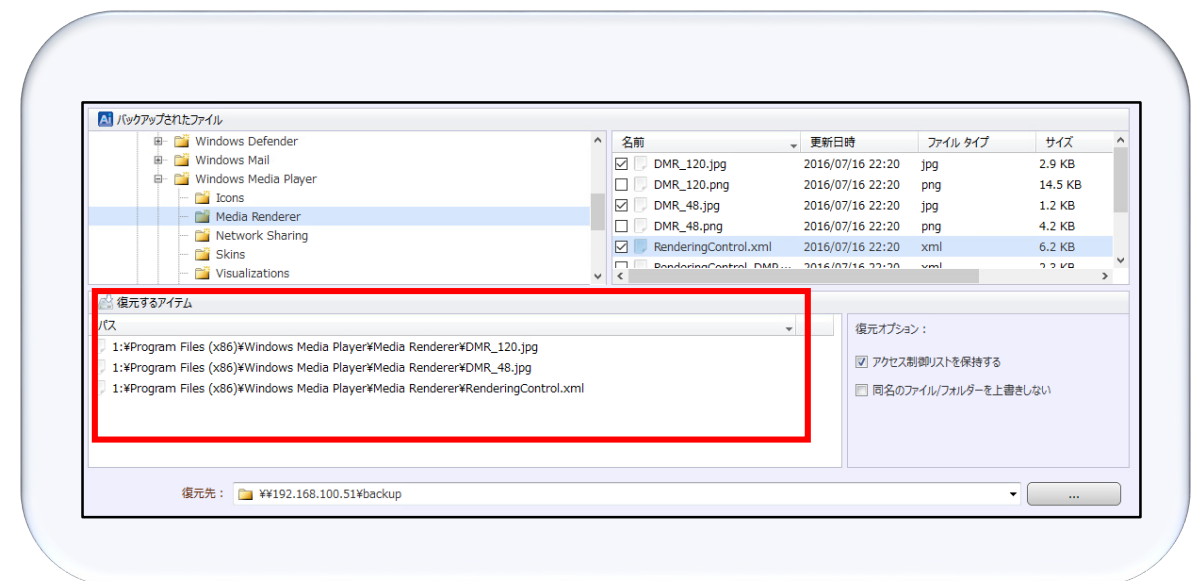 Ai バックアップされたファイル
Windows Defender
Windows Mail
Windows Media Player
Icons
Media Renderer
Network Sharing
Skins
Visualizations
名前 更新日時 ファイル タイプ サイズ
DMR_120.jpg 2016/07/16 22:20 jpg 2.9 KB
DMR_120.png 2016/07/16 22:20 png 14.5 KB
DMR_48.jpg 2016/07/16 22:20 jpg 1.2 KB
DMR_48.png 2016/07/16 22:20 png 4.2 KB
RenderingControl.xml 2016/07/16 22:20 xml 6.2 KB
RenderingControl_DMP... 2016/07/16 22:20 xml 2.3 KB
復元するアイテム
パス
1:¥Program Files (x86)¥Windows Media Player¥Media Renderer¥DMR_120.jpg
1:¥Program Files (x86)¥Windows Media Player¥Media Renderer¥DMR_48.jpg
1:¥Program Files (x86)¥Windows Media Player¥Media Renderer¥RenderingControl.xml
復元オプション：
アクセス制御リストを保持する
同名のファイル/フォルダーを上書きしない
復元先： ¥¥192.168.100.51¥backup ...